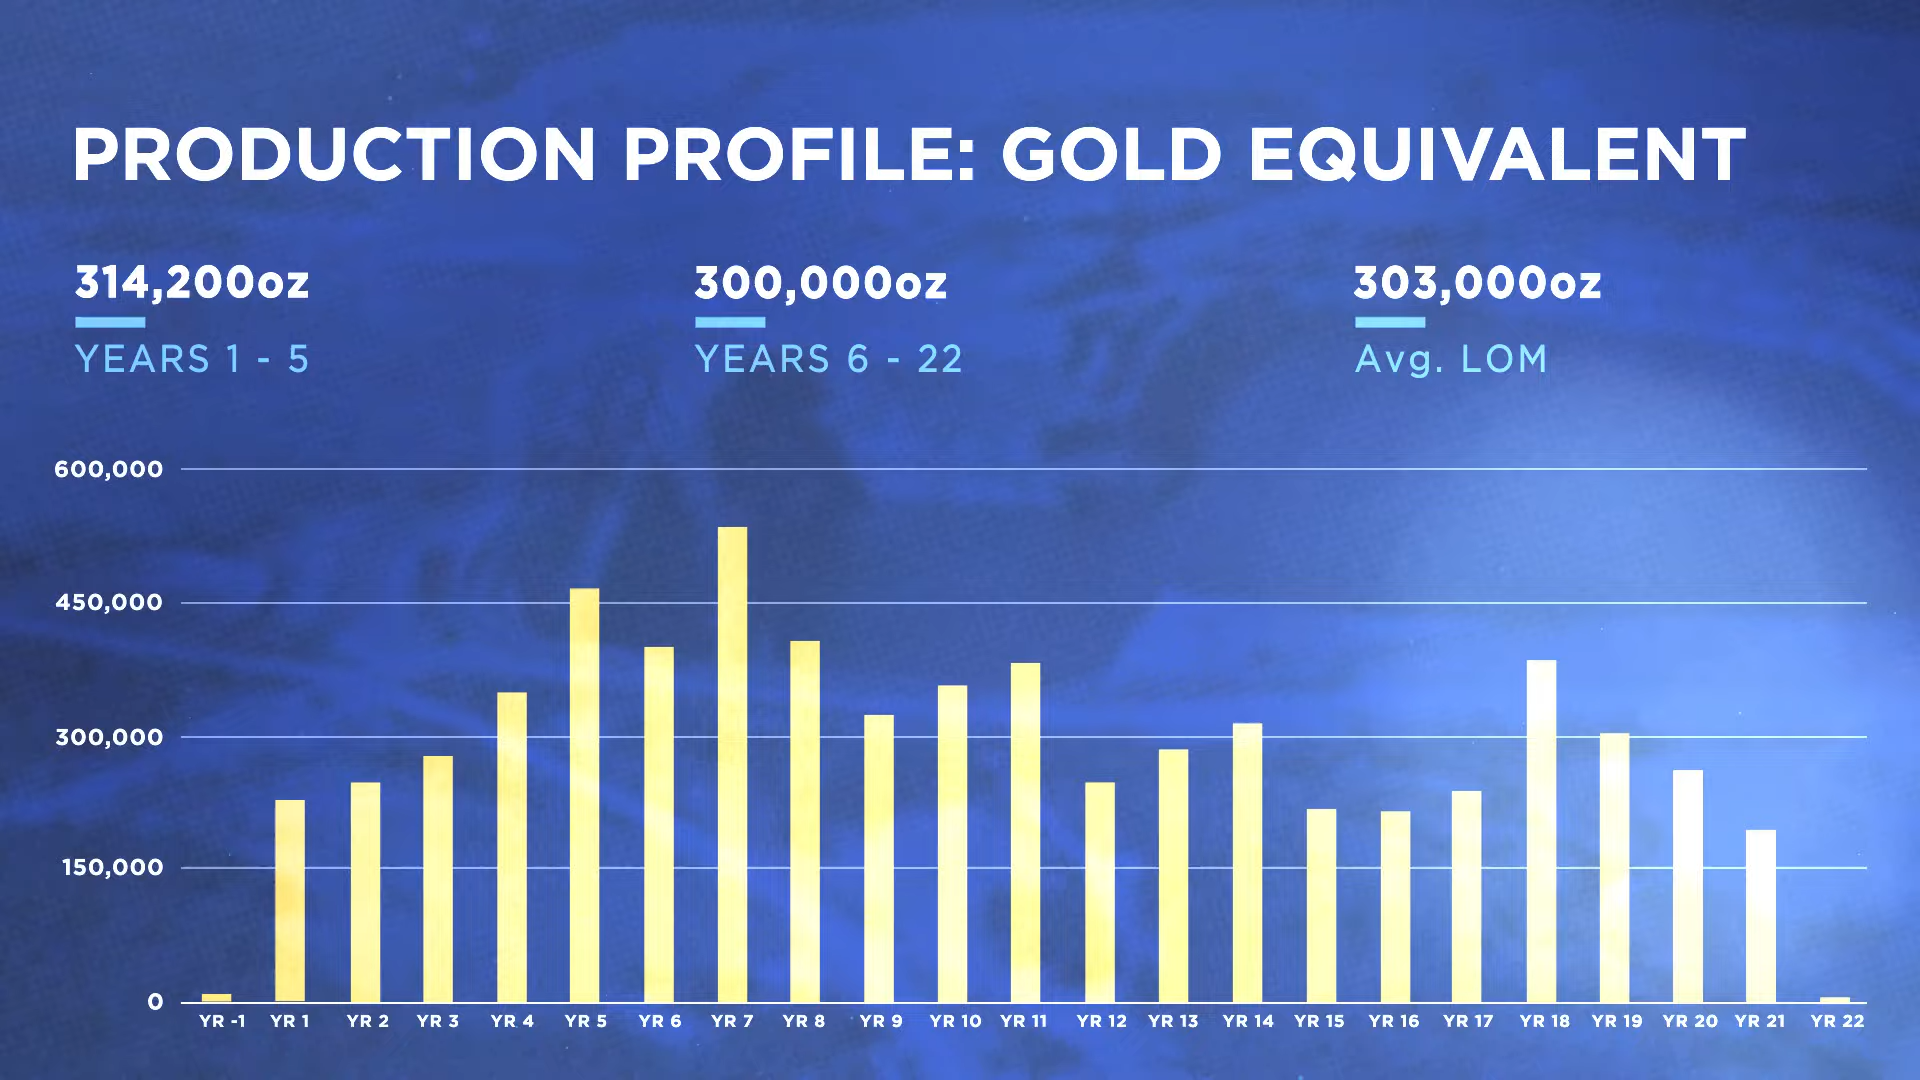 PRODUCTION PROFILE: GOLD EQUIVALENT
314,200oz
YEARS 1 - 5
300,000oz
YEARS 6 - 22
303,000oz
Avg. LOM
600,000
450,000
300,000
150,000
0
YR -1 YR 1 YR 2 YR 3 YR 4 YR 5 YR 6 YR 7 YR 8 YR 9 YR 10 YR 11 YR 12 YR 13 YR 14 YR 15 YR 16 YR 17 YR 18 YR 19 YR 20 YR 21 YR 22